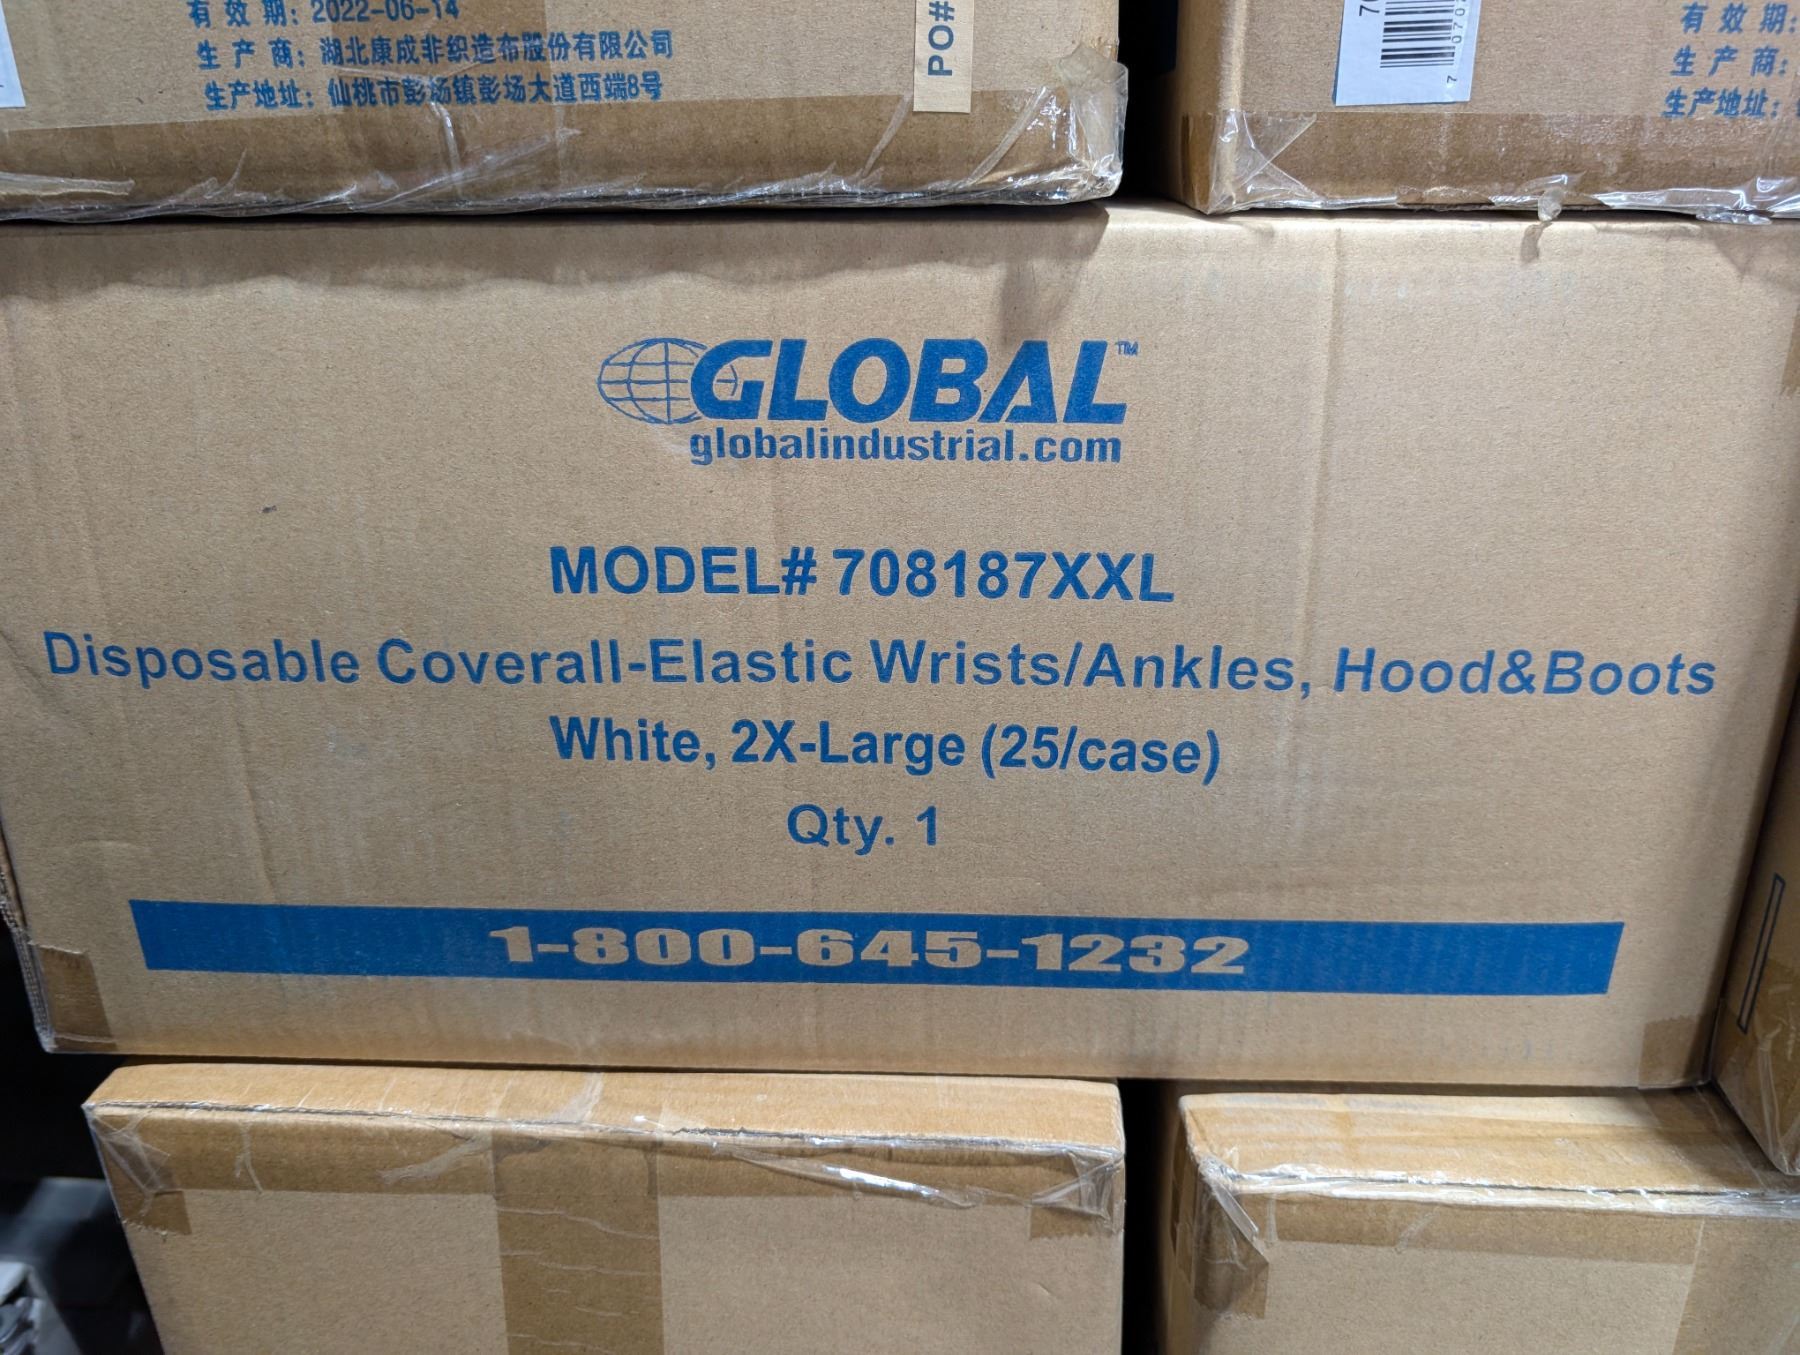 有效期：2022-06-14
生产商：湖北康成非织造布股份有限公司
生产地址：仙桃市彭场镇彭场大道西端8号
PO#
有效期：
生产商：
生产地址：
GLOBAL™
globalindustrial.com
MODEL# 708187XXL
Disposable Coverall-Elastic Wrists/Ankles, Hood&Boots
White, 2X-Large (25/case)
Qty. 1
1-800-645-1232